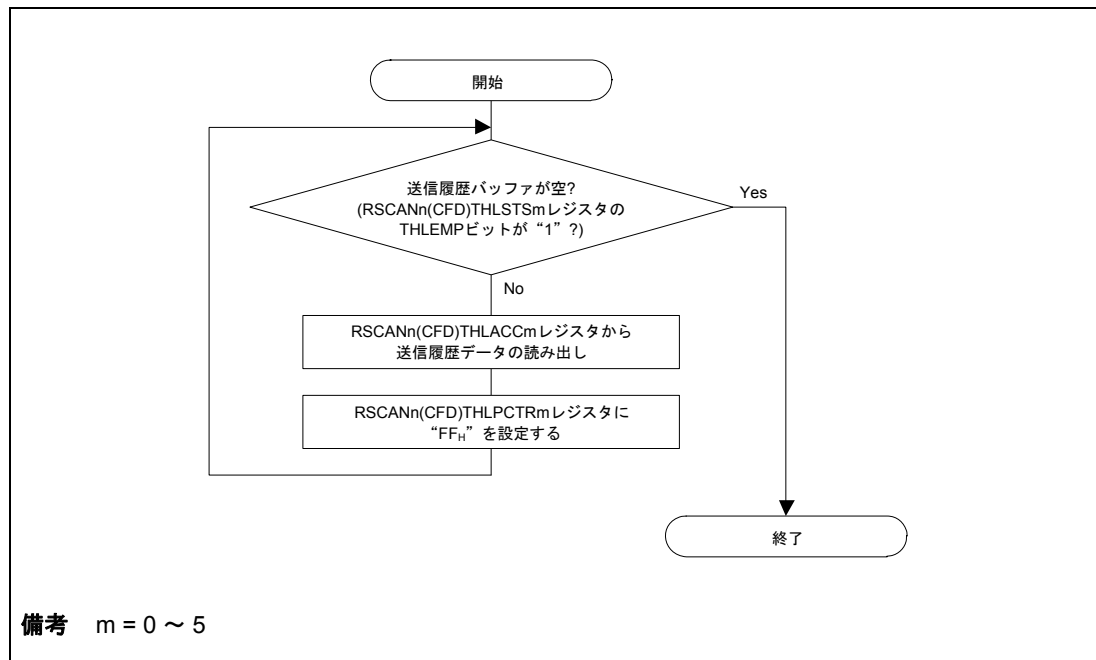 開始
送信履歴バッファが空?
(RSCANn(CFD)THLSTSmレジスタの
THLEMPビットが“1”?)
Yes
No
RSCANn(CFD)THLACCmレジスタから
送信履歴データの読み出し
RSCANn(CFD)THLPCTRmレジスタに
“FFH”を設定する
終了
備考 m = 0 ～ 5